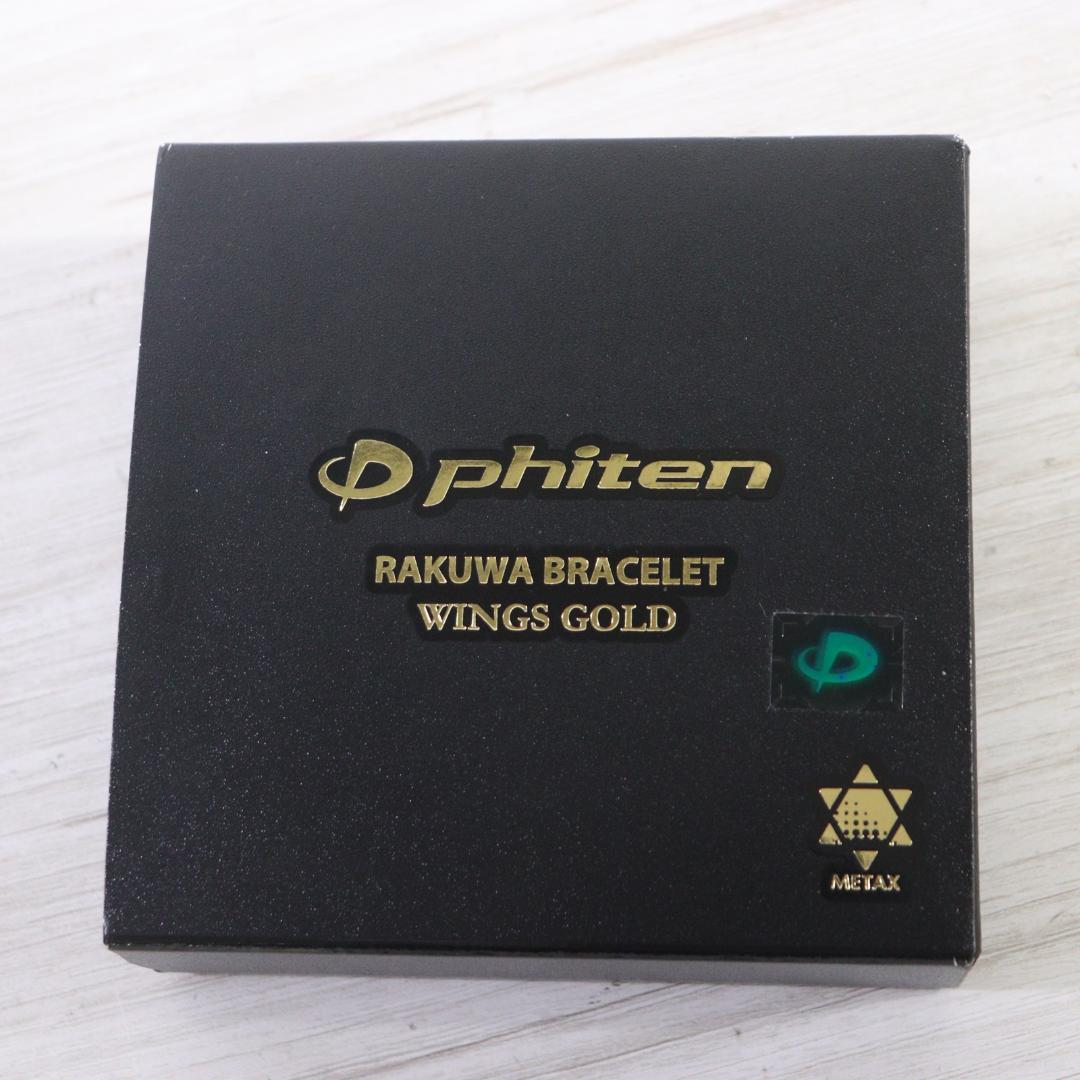 phiten
RAKUWA BRACELET
WINGS GOLD
METAX